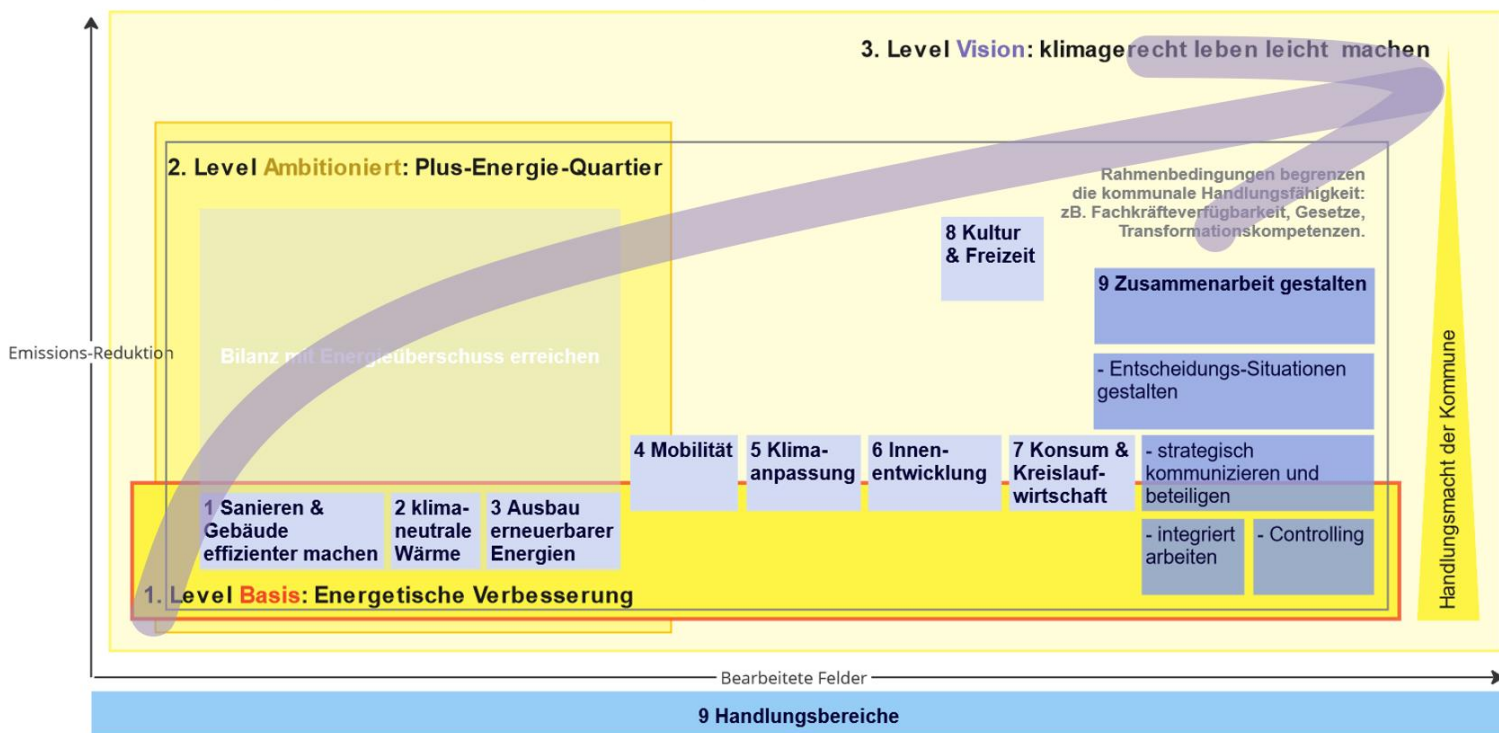 3. Level Vision: klimagerecht leben leicht machen
2. Level Ambitioniert: Plus-Energie-Quartier
Rahmenbedingungen begrenzen
die kommunale Handlungsfähigkeit:
zB. Fachkräfteverfügbarkeit, Gesetze,
Transformationskompetenzen.
8 Kultur
& Freizeit
9 Zusammenarbeit gestalten
Emissions-Reduktion
Bilanz mit Energieüberschuss erreichen
- Entscheidungs-Situationen
gestalten
4 Mobilität
5 Klima-
anpassung
6 Innen-
entwicklung
7 Konsum &
Kreislauf-
wirtschaft
- strategisch
kommunizieren und
beteiligen
1 Sanieren &
Gebäude
effizienter machen
2 klima-
neutrale
Wärme
3 Ausbau
erneuerbarer
Energien
- integriert
arbeiten
- Controlling
1. Level Basis: Energetische Verbesserung
Handlungsmacht der Kommune
Bearbeitete Felder
9 Handlungsbereiche